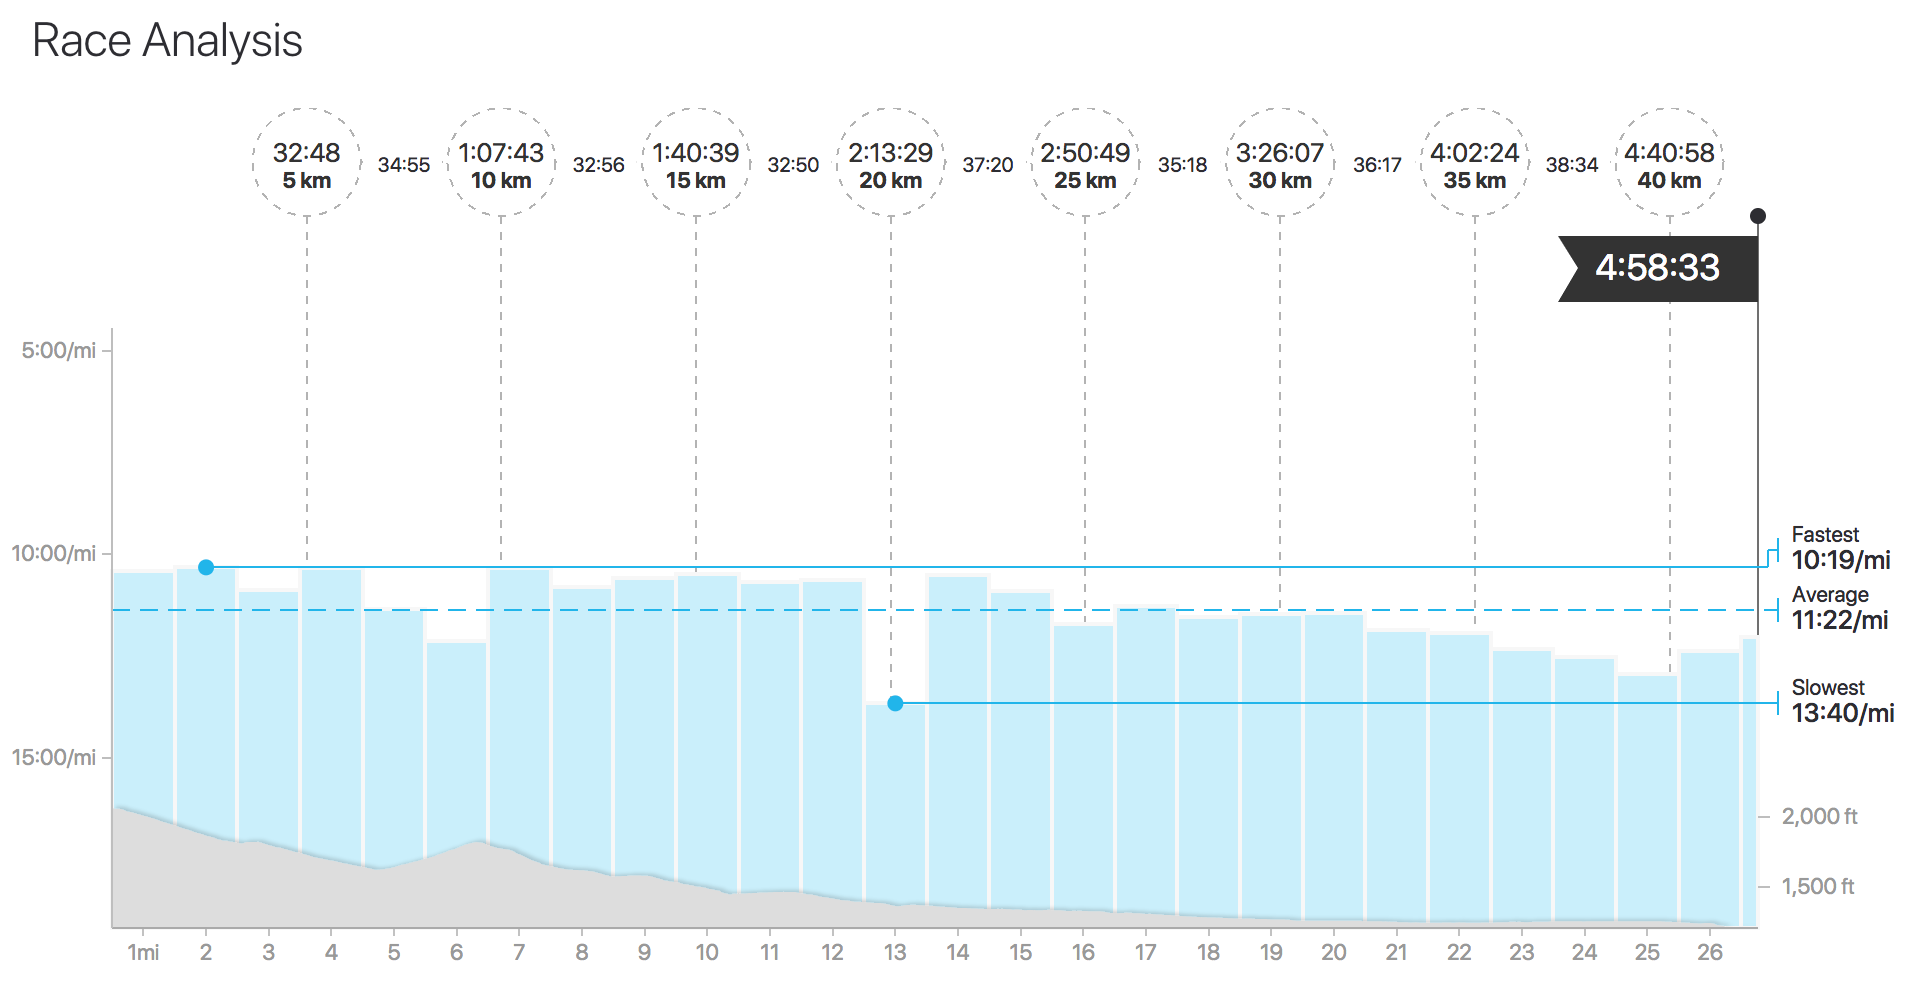 Race Analysis
32:48
5 km
34:55
1:07:43
10 km
32:56
1:40:39
15 km
32:50
2:13:29
20 km
37:20
2:50:49
25 km
35:18
3:26:07
30 km
36:17
4:02:24
35 km
38:34
4:40:58
40 km
4:58:33
5:00/mi
10:00/mi
15:00/mi
Fastest
10:19/mi
Average
11:22/mi
Slowest
13:40/mi
2,000 ft
1,500 ft
1mi 2 3 4 5 6 7 8 9 10 11 12 13 14 15 16 17 18 19 20 21 22 23 24 25 26